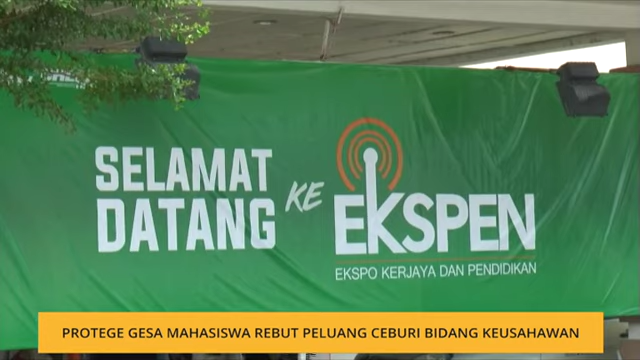 SELAMAT
DATANG
KE
EKSPEN
EKSPO KERJAYA DAN PENDIDIKAN
PROTEGE GESA MAHASISWA REBUT PELUANG CEBURI BIDANG KEUSAHAWAN